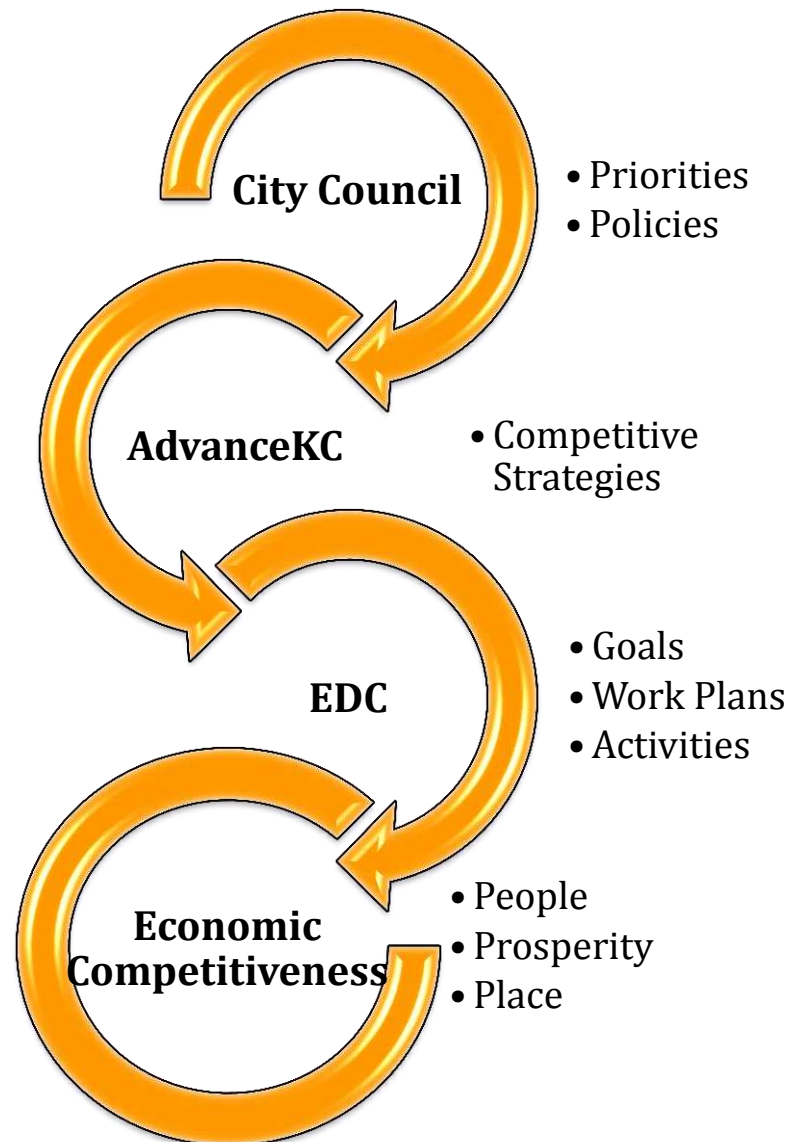 City Council
• Priorities
• Policies
AdvanceKC
• Competitive
Strategies
EDC
• Goals
• Work Plans
• Activities
Economic
Competitiveness
• People
• Prosperity
• Place